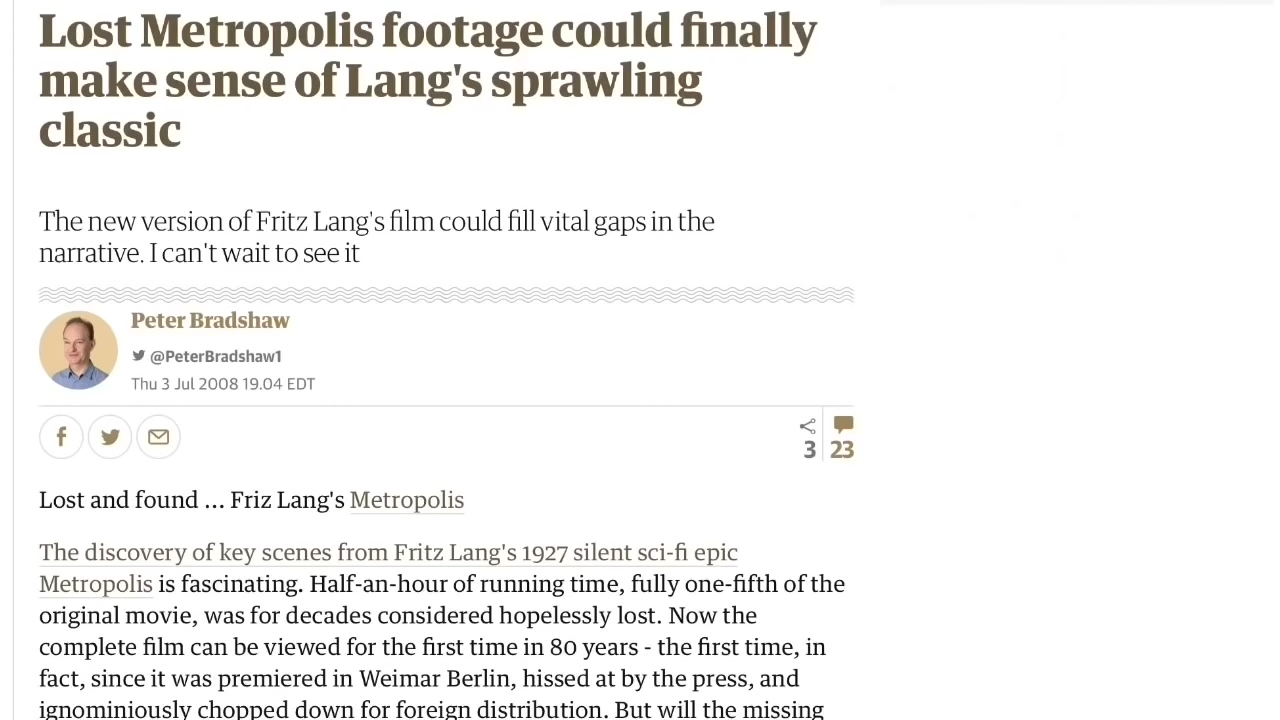 Lost Metropolis footage could finally
make sense of Lang's sprawling
classic
The new version of Fritz Lang's film could fill vital gaps in the
narrative. I can't wait to see it
Peter Bradshaw
@PeterBradshaw1
Thu 3 Jul 2008 19.04 EDT
3 23
Lost and found ... Friz Lang's Metropolis
The discovery of key scenes from Fritz Lang's 1927 silent sci-fi epic
Metropolis is fascinating. Half-an-hour of running time, fully one-fifth of the
original movie, was for decades considered hopelessly lost. Now the
complete film can be viewed for the first time in 80 years - the first time, in
fact, since it was premiered in Weimar Berlin, hissed at by the press, and
ignominiously chopped down for foreign distribution. But will the missing